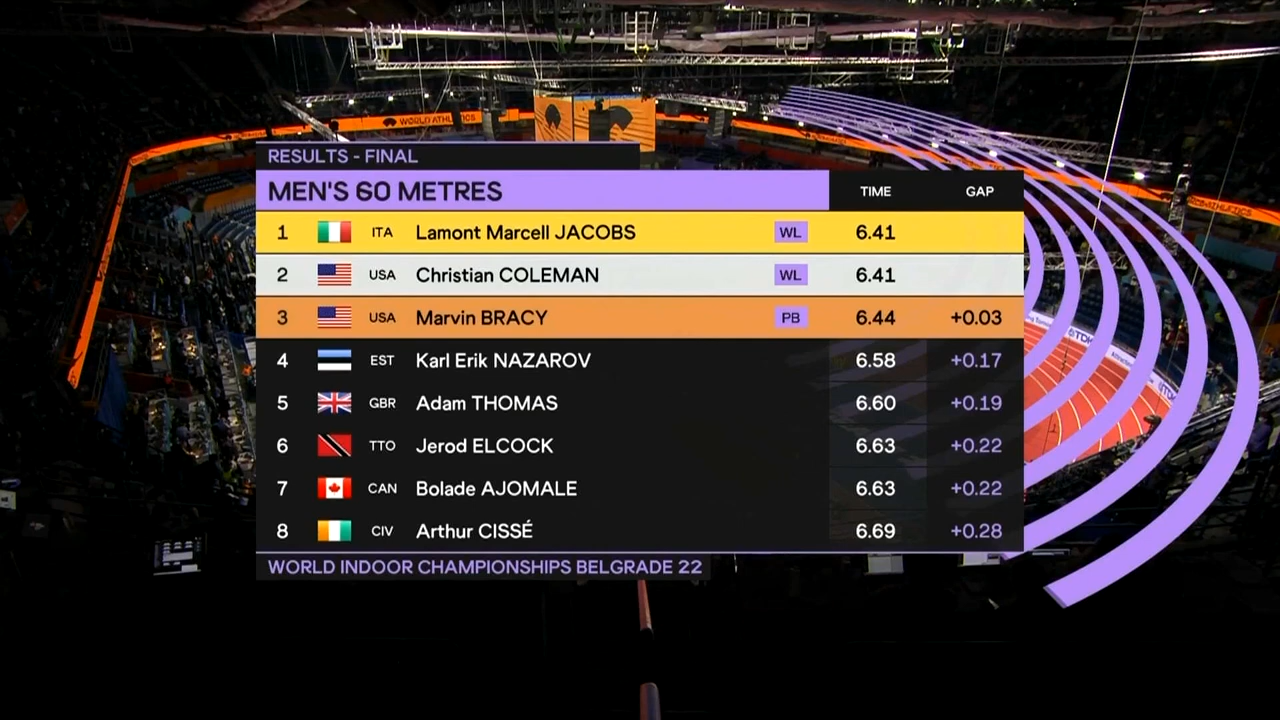 WORLD ATHLETICS
RESULTS - FINAL
MEN'S 60 METRES TIME GAP
1 ITA Lamont Marcell JACOBS WL 6.41
2 USA Christian COLEMAN WL 6.41
3 USA Marvin BRACY PB 6.44 +0.03
4 EST Karl Erik NAZAROV 6.58 +0.17
5 GBR Adam THOMAS 6.60 +0.19
6 TTO Jerod ELCOCK 6.63 +0.22
7 CAN Bolade AJOMALE 6.63 +0.22
8 CIV Arthur CISSÉ 6.69 +0.28
WORLD INDOOR CHAMPIONSHIPS BELGRADE 22